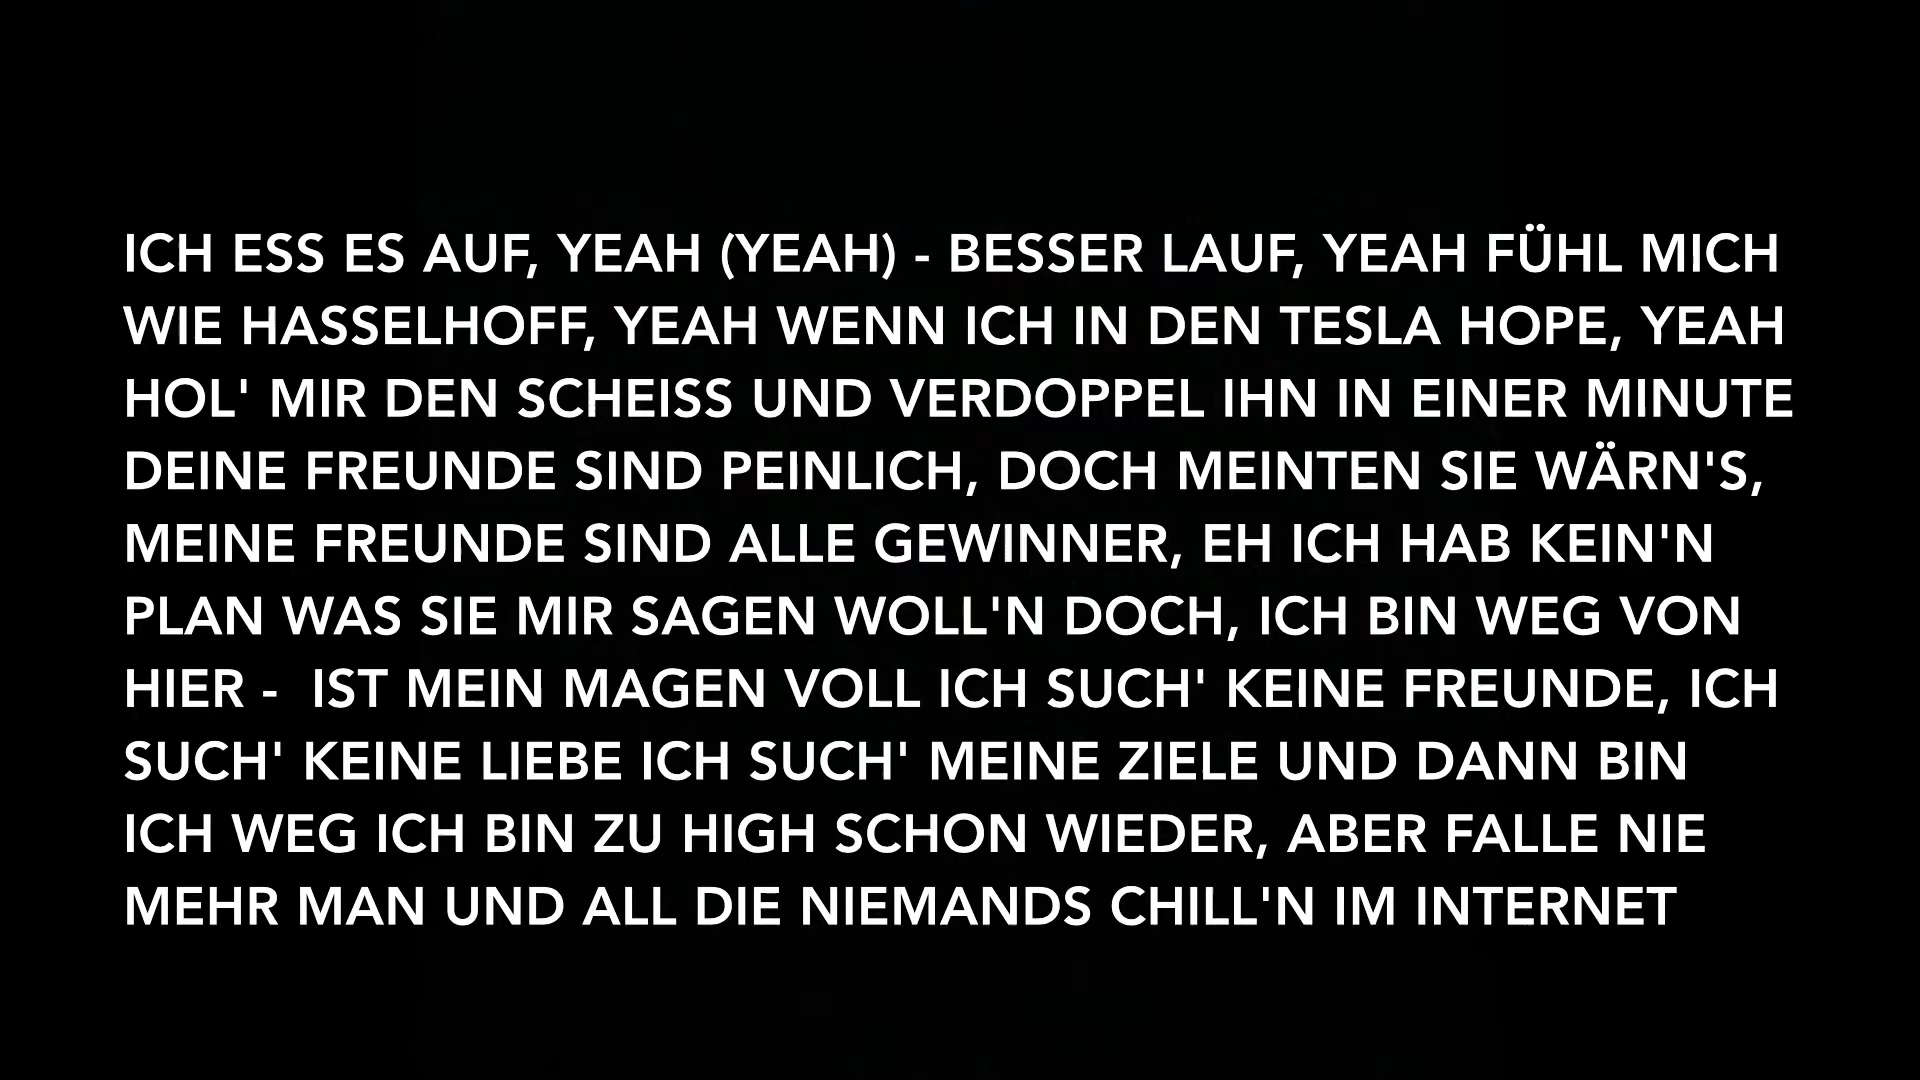 ICH ESS ES AUF, YEAH (YEAH) - BESSER LAUF, YEAH FÜHL MICH
WIE HASSELHOFF, YEAH WENN ICH IN DEN TESLA HOPE, YEAH
HOL' MIR DEN SCHEISS UND VERDOPPEL IHN IN EINER MINUTE
DEINE FREUNDE SIND PEINLICH, DOCH MEINTEN SIE WÄRN'S,
MEINE FREUNDE SIND ALLE GEWINNER, EH ICH HAB KEIN'N
PLAN WAS SIE MIR SAGEN WOLL'N DOCH, ICH BIN WEG VON
HIER -  IST MEIN MAGEN VOLL ICH SUCH' KEINE FREUNDE, ICH
SUCH' KEINE LIEBE ICH SUCH' MEINE ZIELE UND DANN BIN
ICH WEG ICH BIN ZU HIGH SCHON WIEDER, ABER FALLE NIE
MEHR MAN UND ALL DIE NIEMANDS CHILL'N IM INTERNET